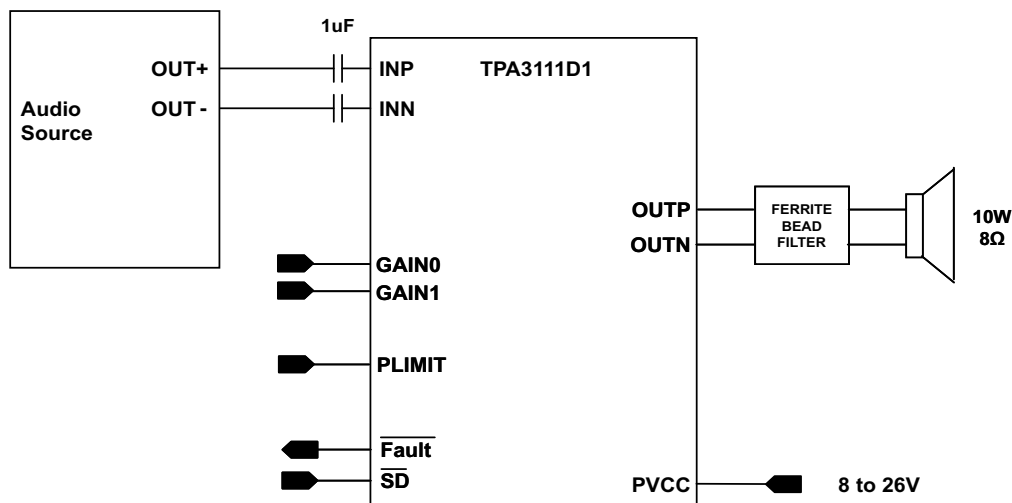 1uF
OUT+
INP
TPA3111D1
OUT -
INN
Audio
Source
OUTP
OUTN
FERRITE
BEAD
FILTER
10W
8Ω
GAIN0
GAIN1
PLIMIT
Fault
SD
PVCC
8 to 26V